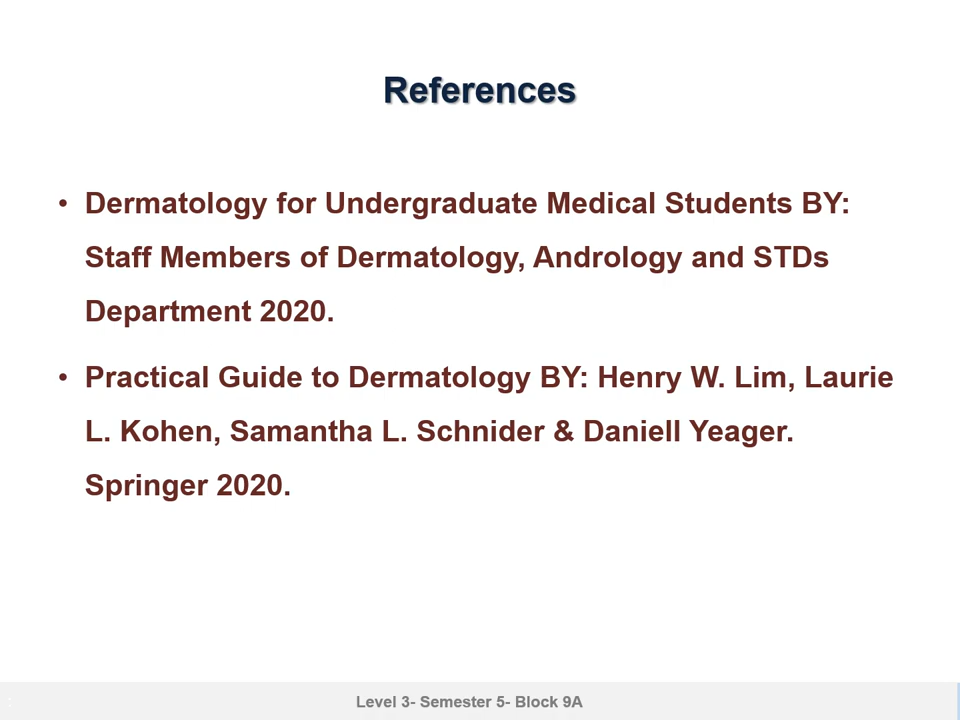 References
• Dermatology for Undergraduate Medical Students BY:
Staff Members of Dermatology, Andrology and STDs
Department 2020.
• Practical Guide to Dermatology BY: Henry W. Lim, Laurie
L. Kohen, Samantha L. Schnider & Daniell Yeager.
Springer 2020.
Level 3- Semester 5- Block 9A